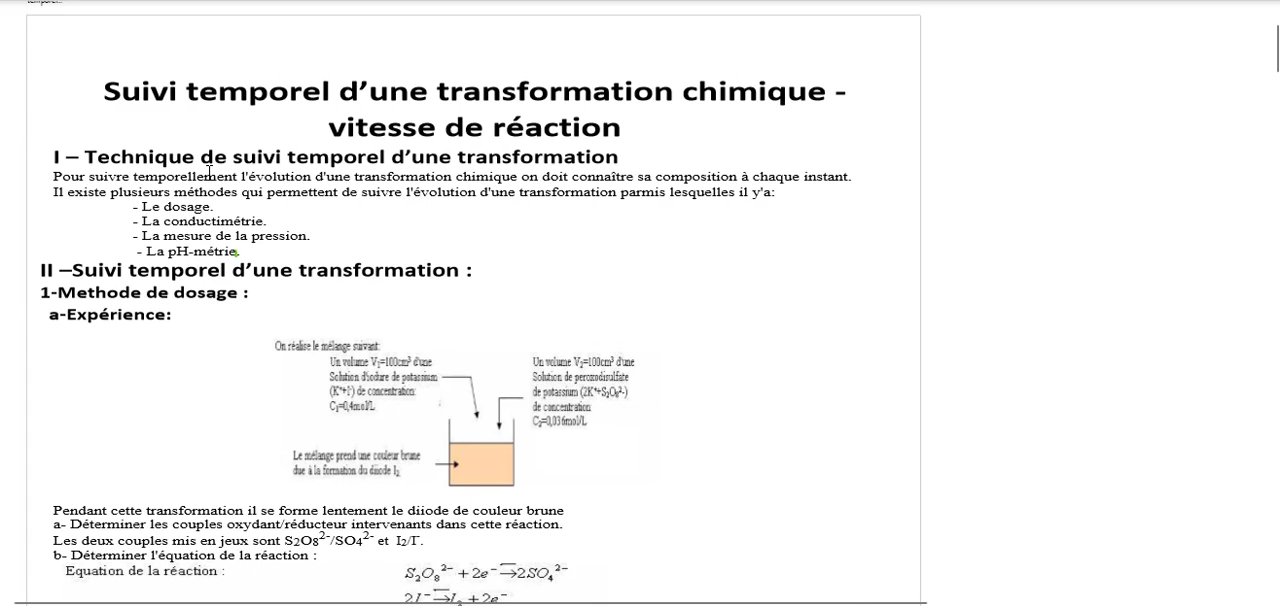 Suivi temporel d’une transformation chimique -
vitesse de réaction
I – Technique de suivi temporel d’une transformation
Pour suivre temporellement l'évolution d'une transformation chimique on doit connaître sa composition à chaque instant.
Il existe plusieurs méthodes qui permettent de suivre l'évolution d'une transformation parmis lesquelles il y'a:
- Le dosage.
- La conductimétrie.
- La mesure de la pression.
- La pH-métrie.
II –Suivi temporel d’une transformation :
1-Methode de dosage :
a-Expérience:
On réalise le mélange suivant:
Un volume V₁=100cm³ d'une
Solution d'iodure de potassium
(K⁺+I⁻) de concentration:
C₁=0,4mol/L
Un volume V₂=100cm³ d'une
Solution de peroxodisulfate
de potassium (2K⁺+S₂O₈²⁻)
de concentration
C₂=0,036mol/L
Le mélange prend une couleur brune
due à la formation du diiode I₂
Pendant cette transformation il se forme lentement le diiode de couleur brune
a- Déterminer les couples oxydant/réducteur intervenants dans cette réaction.
Les deux couples mis en jeux sont S2O8²⁻/SO4²⁻ et I2/I⁻.
b- Déterminer l'équation de la réaction :
Equation de la réaction :
S₂O₈²⁻ + 2e⁻ → 2SO₄²⁻
2I⁻ → I₂ + 2e⁻